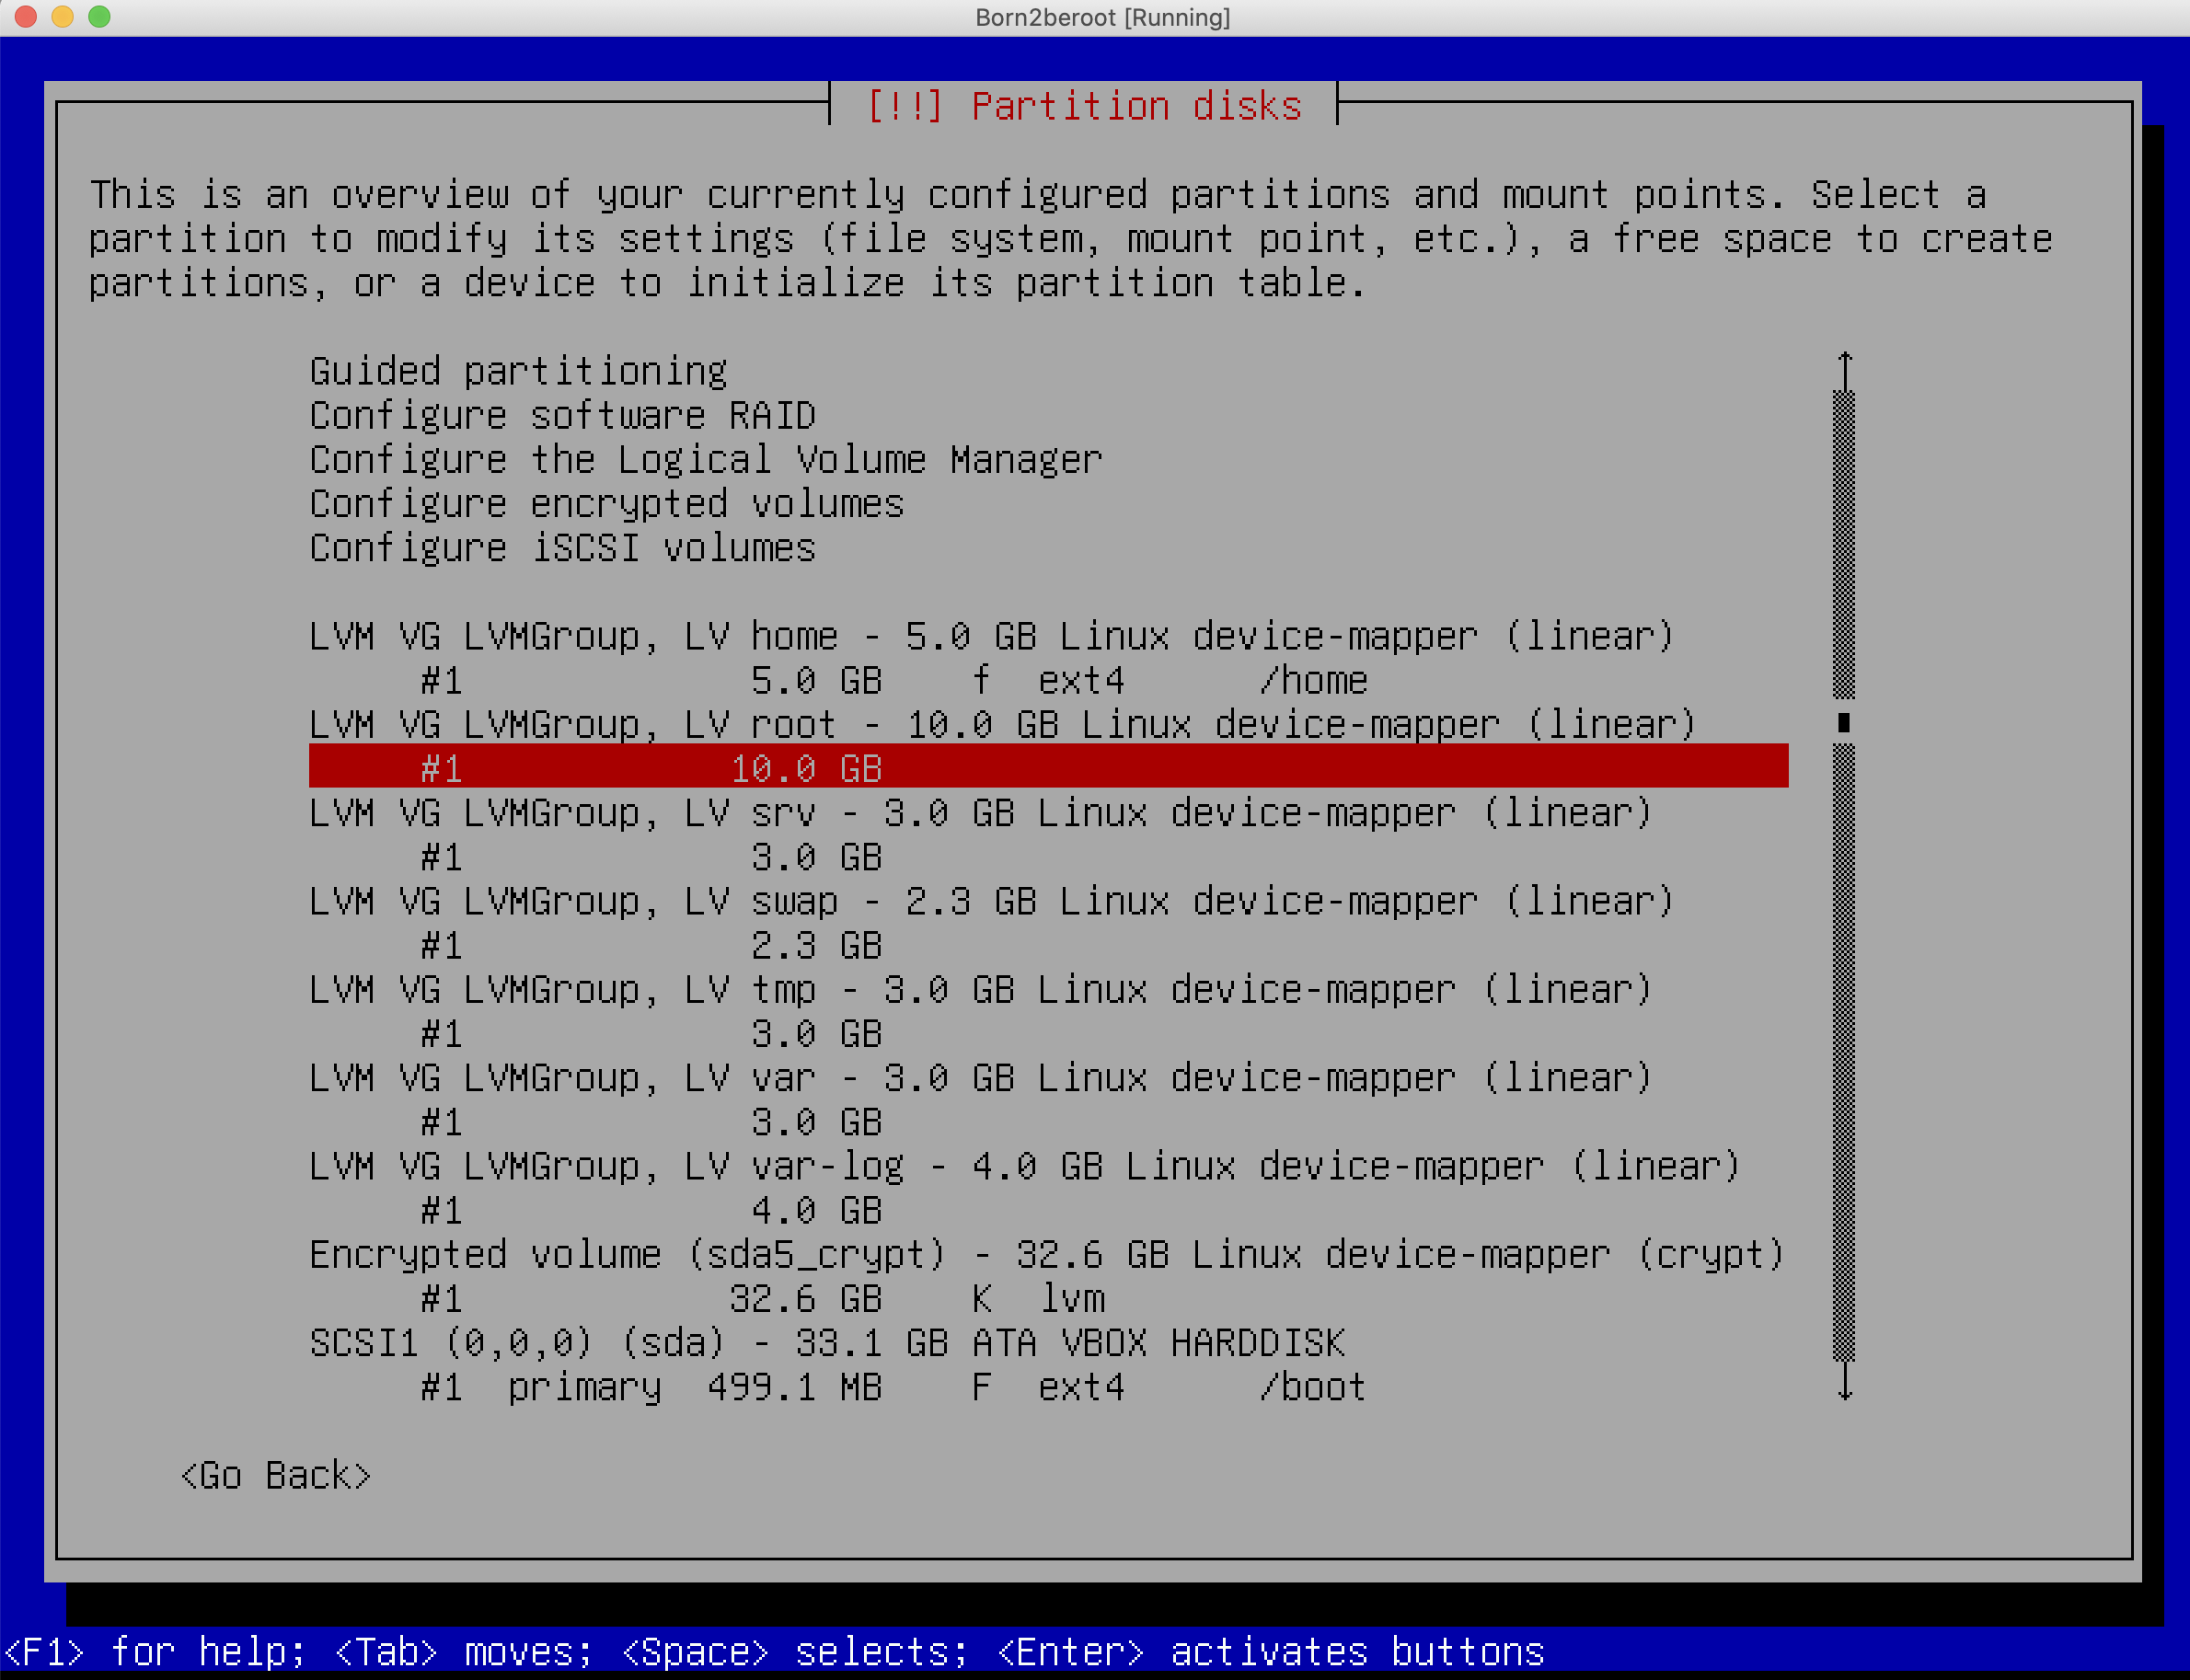 Born2beroot [Running]
[!!] Partition disks
This is an overview of your currently configured partitions and mount points. Select a
partition to modify its settings (file system, mount point, etc.), a free space to create
partitions, or a device to initialize its partition table.
Guided partitioning
Configure software RAID
Configure the Logical Volume Manager
Configure encrypted volumes
Configure iSCSI volumes
LVM VG LVMGroup, LV home - 5.0 GB Linux device-mapper (linear)
#1 5.0 GB f ext4 /home
LVM VG LVMGroup, LV root - 10.0 GB Linux device-mapper (linear)
#1 10.0 GB
LVM VG LVMGroup, LV srv - 3.0 GB Linux device-mapper (linear)
#1 3.0 GB
LVM VG LVMGroup, LV swap - 2.3 GB Linux device-mapper (linear)
#1 2.3 GB
LVM VG LVMGroup, LV tmp - 3.0 GB Linux device-mapper (linear)
#1 3.0 GB
LVM VG LVMGroup, LV var - 3.0 GB Linux device-mapper (linear)
#1 3.0 GB
LVM VG LVMGroup, LV var-log - 4.0 GB Linux device-mapper (linear)
#1 4.0 GB
Encrypted volume (sda5_crypt) - 32.6 GB Linux device-mapper (crypt)
#1 32.6 GB K lvm
SCSI1 (0,0,0) (sda) - 33.1 GB ATA VBOX HARDDISK
#1 primary 499.1 MB F ext4 /boot
<Go Back>
<F1> for help; <Tab> moves; <Space> selects; <Enter> activates buttons